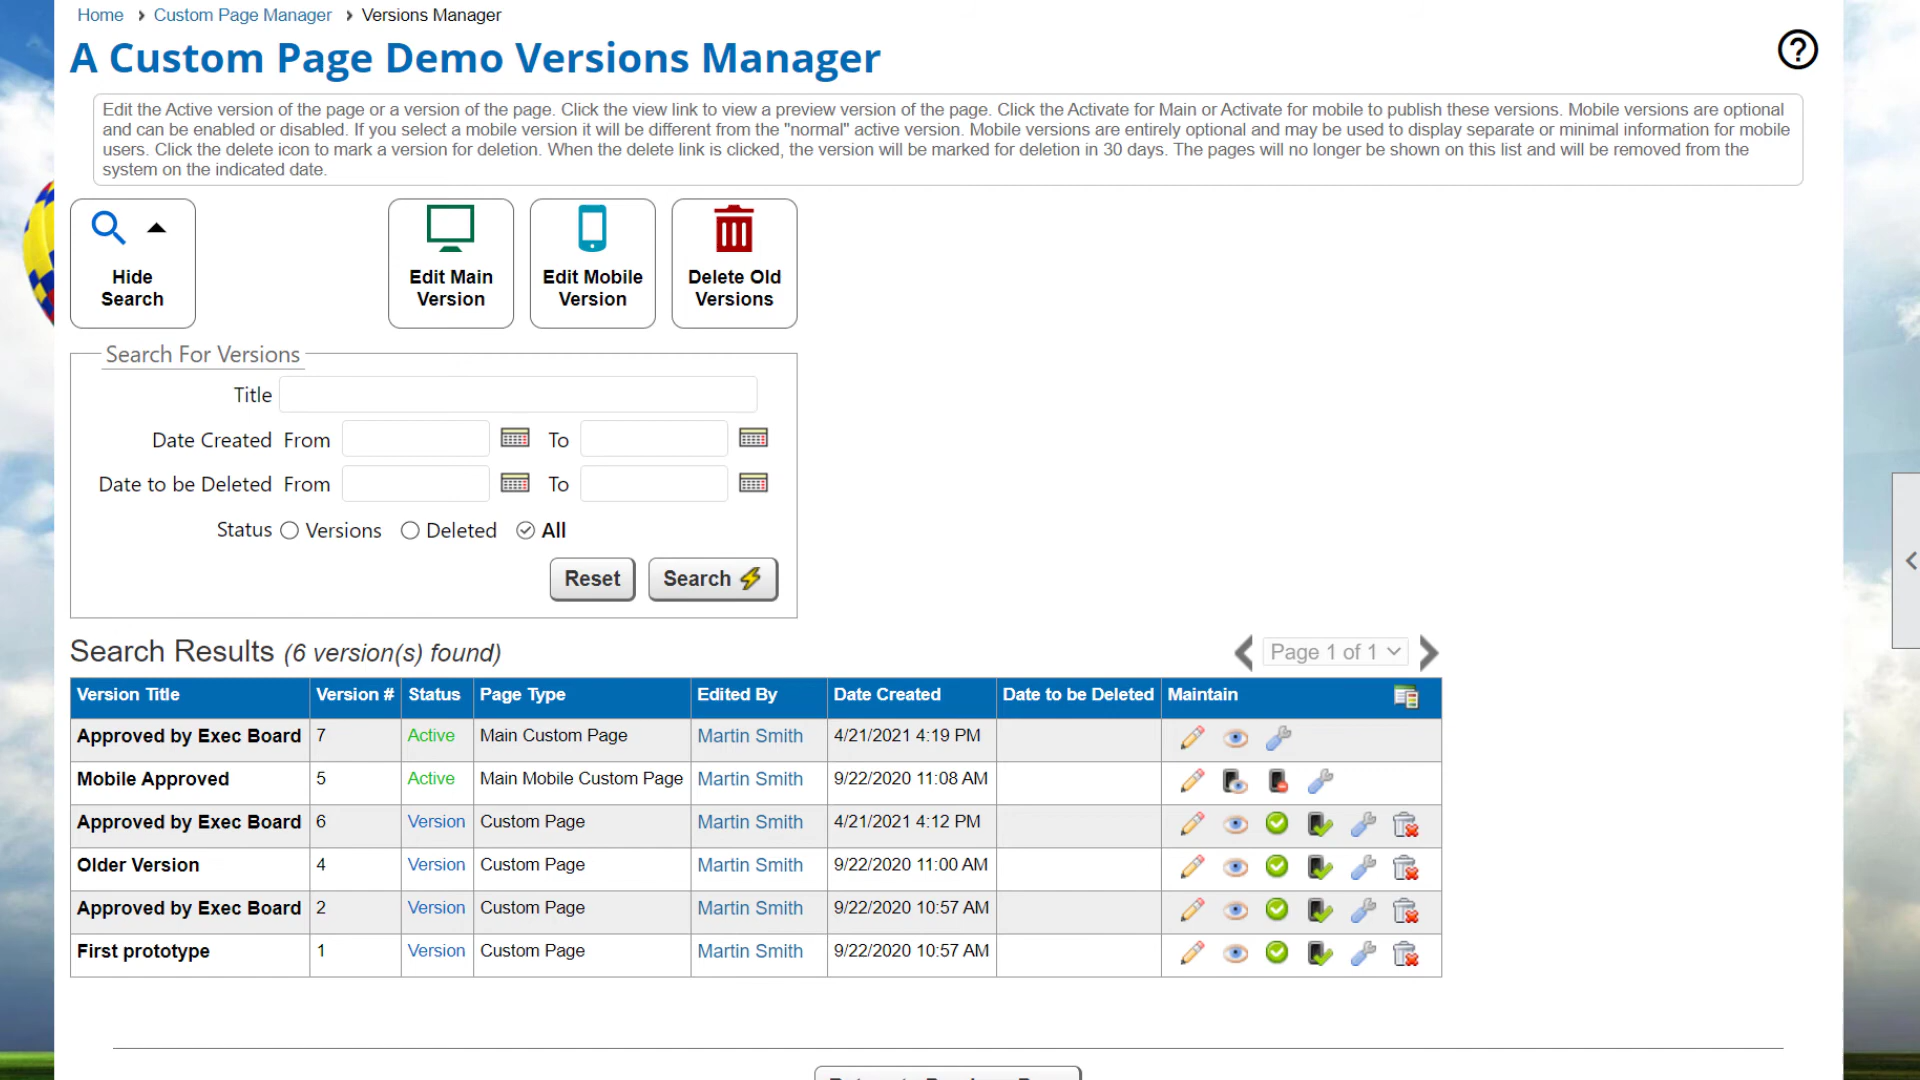 Home › Custom Page Manager › Versions Manager
A Custom Page Demo Versions Manager
Edit the Active version of the page or a version of the page. Click the view link to view a preview version of the page. Click the Activate for Main or Activate for mobile to publish these versions. Mobile versions are optional
and can be enabled or disabled. If you select a mobile version it will be different from the "normal" active version. Mobile versions are entirely optional and may be used to display separate or minimal information for mobile
users. Click the delete icon to mark a version for deletion. When the delete link is clicked, the version will be marked for deletion in 30 days. The pages will no longer be shown on this list and will be removed from the
system on the indicated date.
Hide
Search
Edit Main
Version
Edit Mobile
Version
Delete Old
Versions
Search For Versions
Title
Date Created From To
Date to be Deleted From To
Status Versions Deleted All
Reset Search
Search Results (6 version(s) found) Page 1 of 1
Version Title Version # Status Page Type Edited By Date Created Date to be Deleted Maintain
Approved by Exec Board 7 Active Main Custom Page Martin Smith 4/21/2021 4:19 PM
Mobile Approved 5 Active Main Mobile Custom Page Martin Smith 9/22/2020 11:08 AM
Approved by Exec Board 6 Version Custom Page Martin Smith 4/21/2021 4:12 PM
Older Version 4 Version Custom Page Martin Smith 9/22/2020 11:00 AM
Approved by Exec Board 2 Version Custom Page Martin Smith 9/22/2020 10:57 AM
First prototype 1 Version Custom Page Martin Smith 9/22/2020 10:57 AM